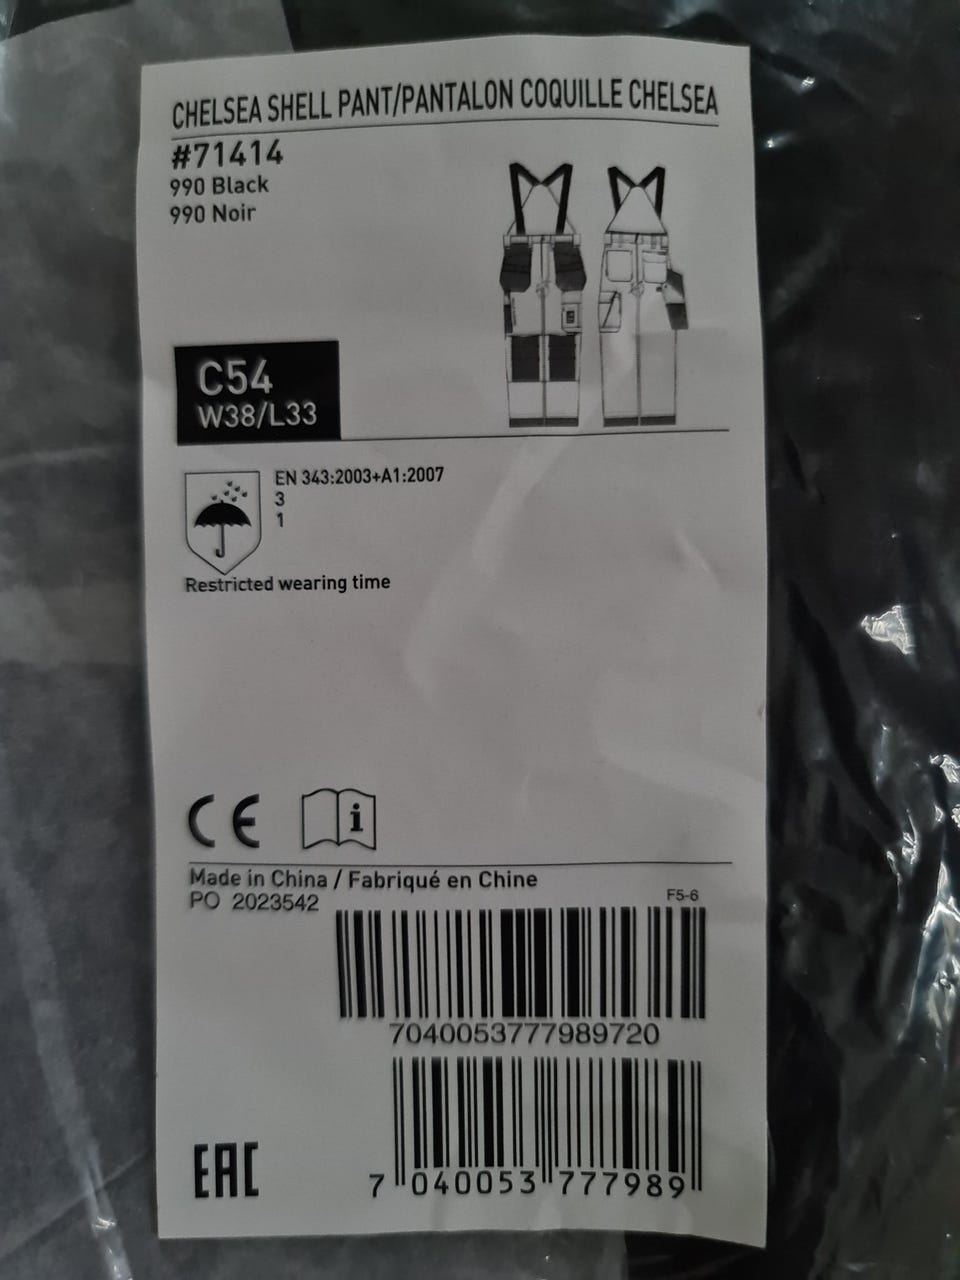 CHELSEA SHELL PANT/PANTALON COQUILLE CHELSEA
#71414
990 Black
990 Noir
C54
W38/L33
EN 343:2003+A1:2007
3
1
Restricted wearing time
CE
i
Made in China / Fabriqué en Chine
PO 2023542
F5-6
7040053777989720
EAC
7 040053 777989